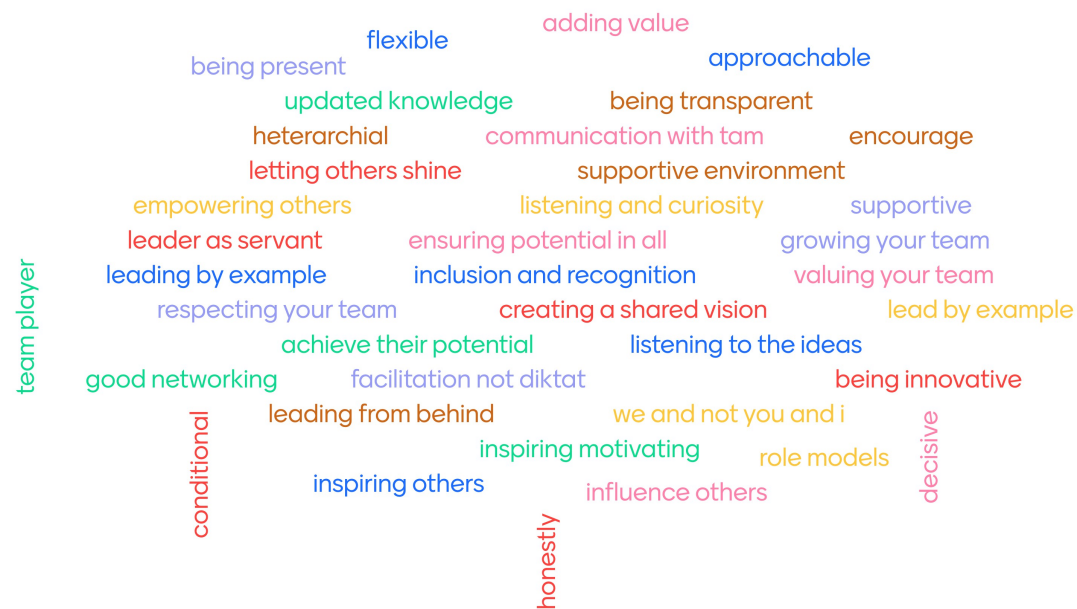 adding value
flexible
approachable
being present
updated knowledge
being transparent
heterarchial
communication with tam
encourage
letting others shine
supportive environment
empowering others
listening and curiosity
supportive
leader as servant
ensuring potential in all
growing your team
team player
leading by example
inclusion and recognition
valuing your team
respecting your team
creating a shared vision
lead by example
achieve their potential
listening to the ideas
good networking
facilitation not diktat
being innovative
conditional
leading from behind
we and not you and i
decisive
inspiring motivating
role models
inspiring others
influence others
honestly